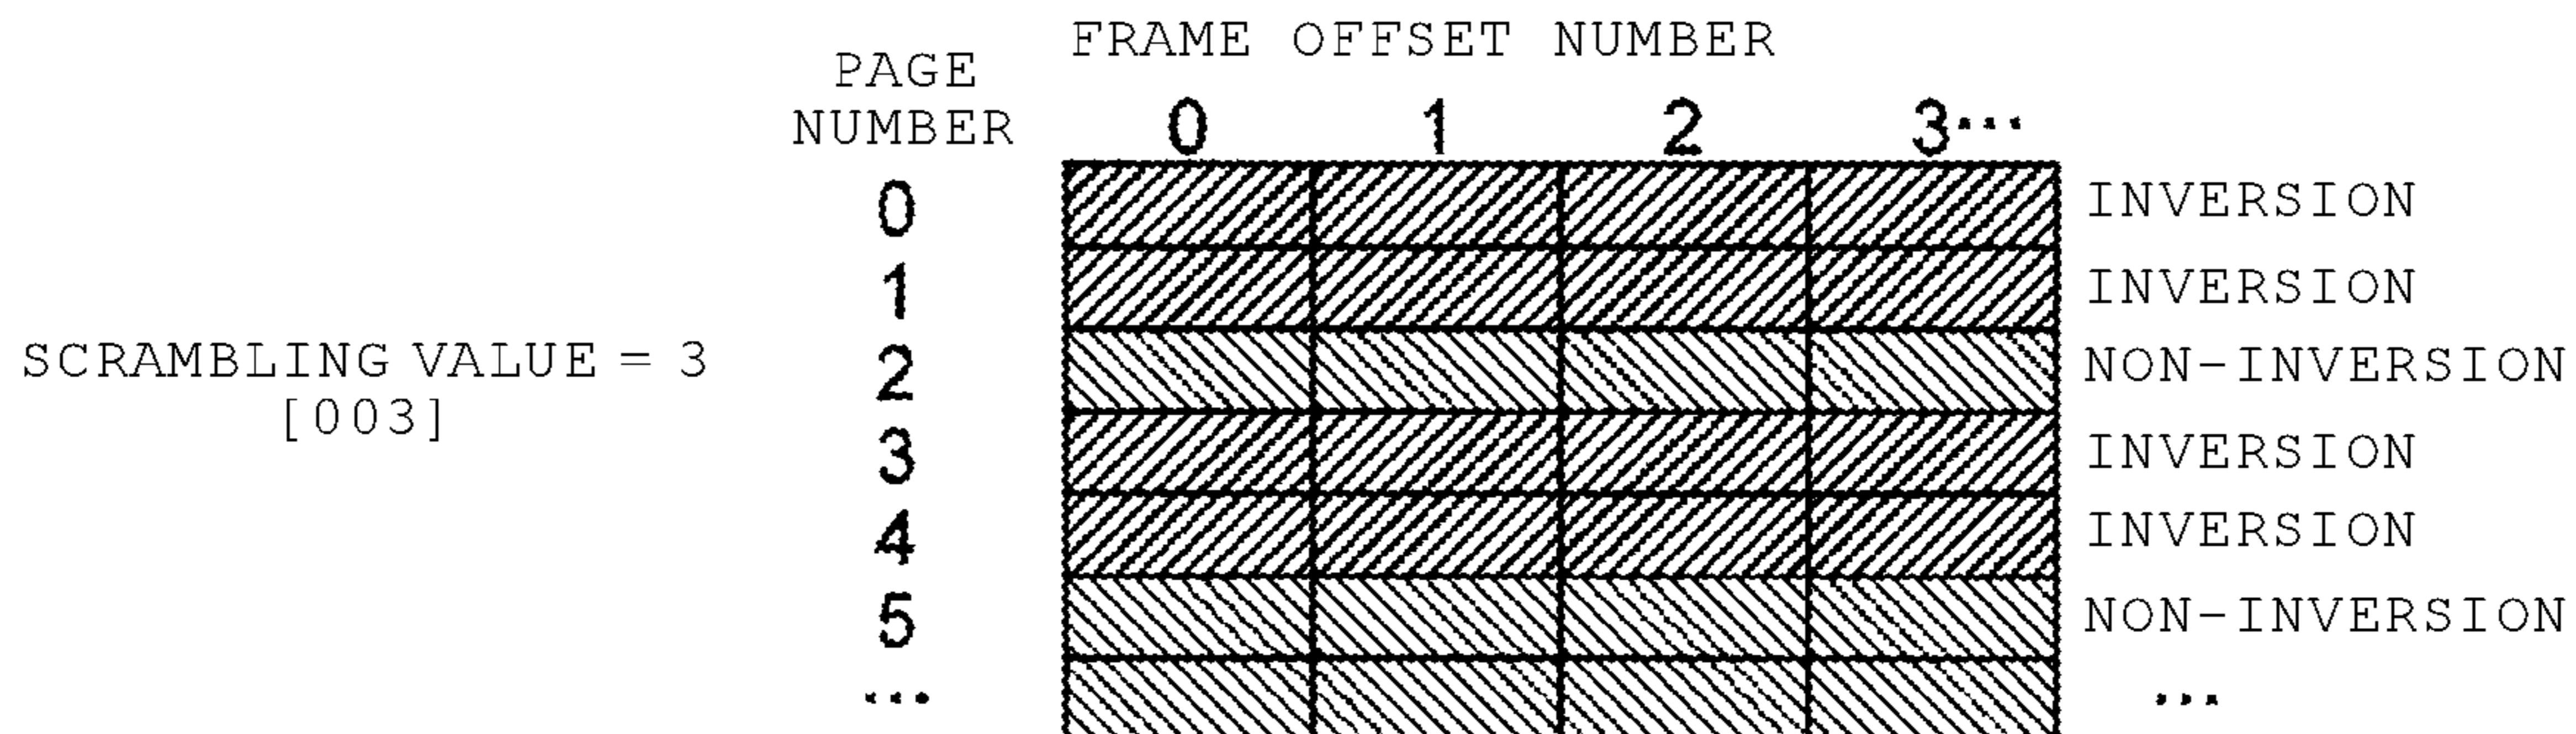 FRAME OFFSET NUMBER
PAGE
NUMBER
0 1 2 3...
0 INVERSION
1 INVERSION
SCRAMBLING VALUE = 3
[003]
2 NON-INVERSION
3 INVERSION
4 INVERSION
5 NON-INVERSION
... ...